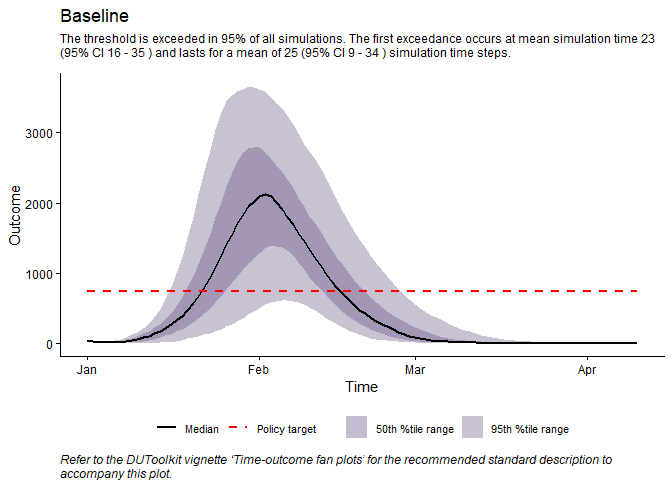 Baseline
The threshold is exceeded in 95% of all simulations. The first exceedance occurs at mean simulation time 23
(95% CI 16 - 35 ) and lasts for a mean of 25 (95% CI 9 - 34 ) simulation time steps.
3000
2000
1000
0
Outcome
Jan Feb Mar Apr
Time
Median Policy target 50th %tile range 95th %tile range
Refer to the DUToolkit vignette ‘Time-outcome fan plots’ for the recommended standard description to
accompany this plot.